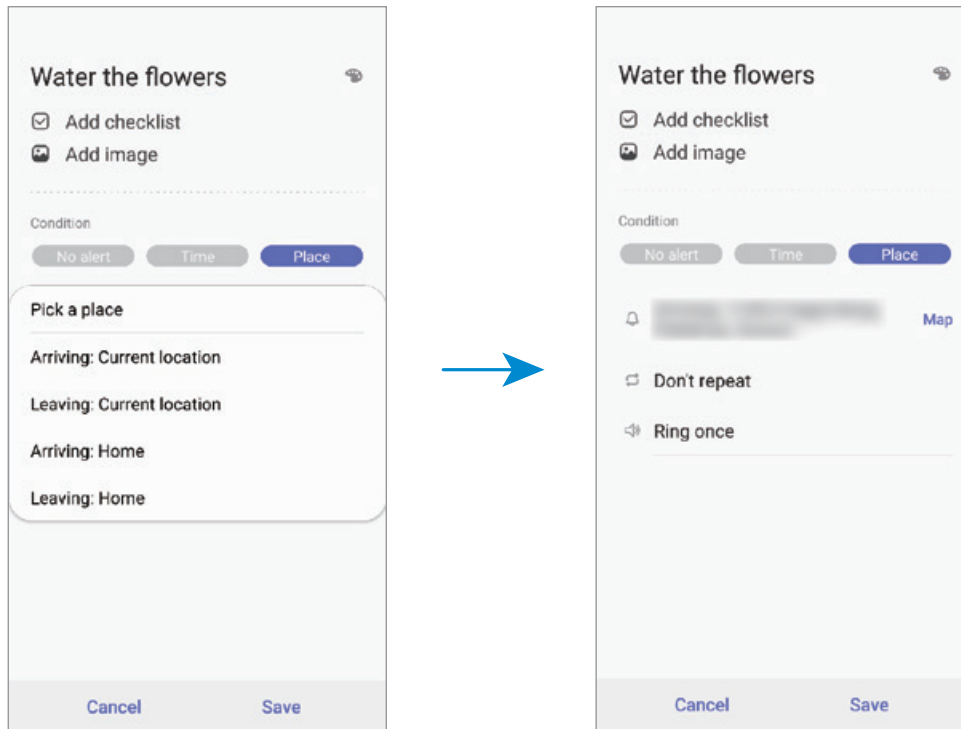 Water the flowers
Add checklist
Add image
Condition
No alert Time Place
Pick a place
Arriving: Current location
Leaving: Current location
Arriving: Home
Leaving: Home
Cancel Save
Water the flowers
Add checklist
Add image
Condition
No alert Time Place
Map
Don't repeat
Ring once
Cancel Save